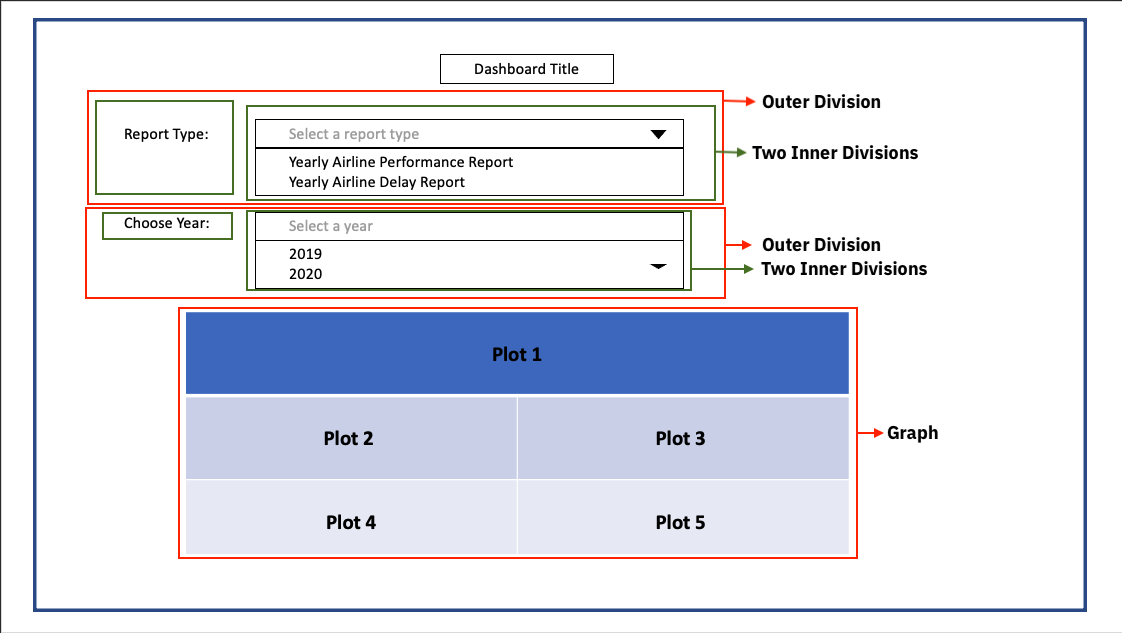 Dashboard Title
Outer Division
Report Type:
Select a report type
Two Inner Divisions
Yearly Airline Performance Report
Yearly Airline Delay Report
Choose Year:
Select a year
Outer Division
2019
2020
Two Inner Divisions
Plot 1
Plot 2
Plot 3
Graph
Plot 4
Plot 5